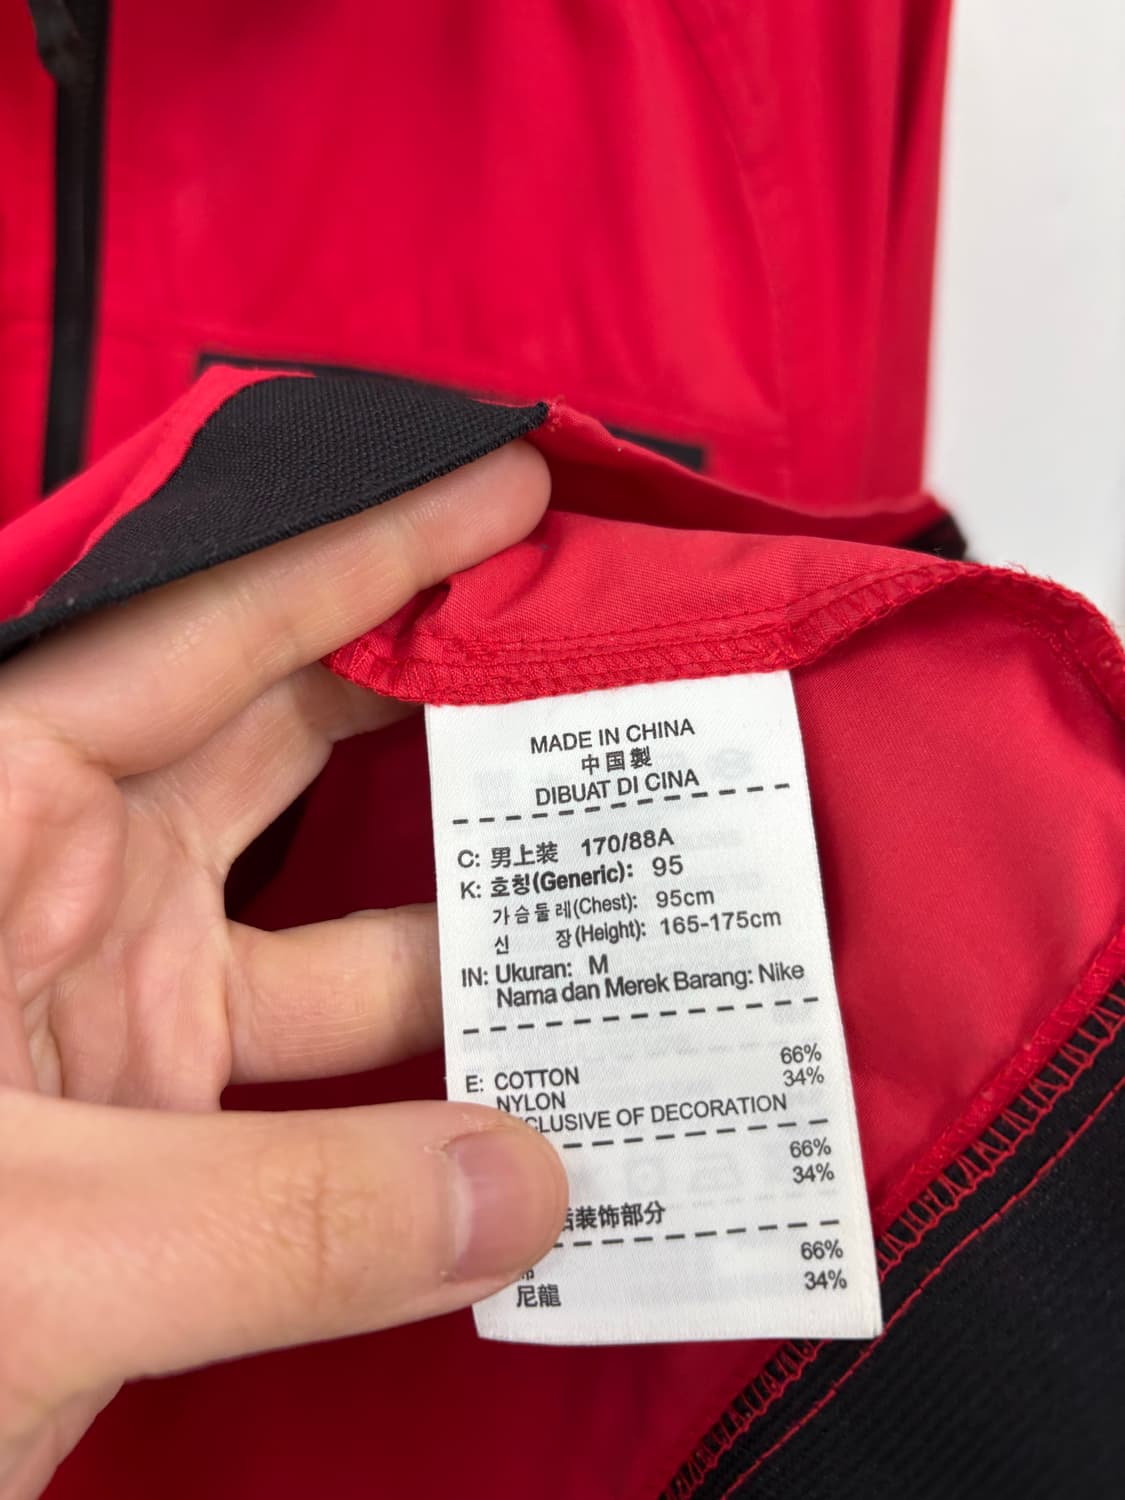 MADE IN CHINA
中国製
DIBUAT DI CINA
C: 男上装 170/88A
K: 호칭(Generic): 95
가슴둘레(Chest): 95cm
신 장(Height): 165-175cm
IN: Ukuran: M
Nama dan Merek Barang: Nike
E: COTTON 66%
NYLON 34%
CLUSIVE OF DECORATION
66%
34%
装饰部分
66%
尼龍 34%